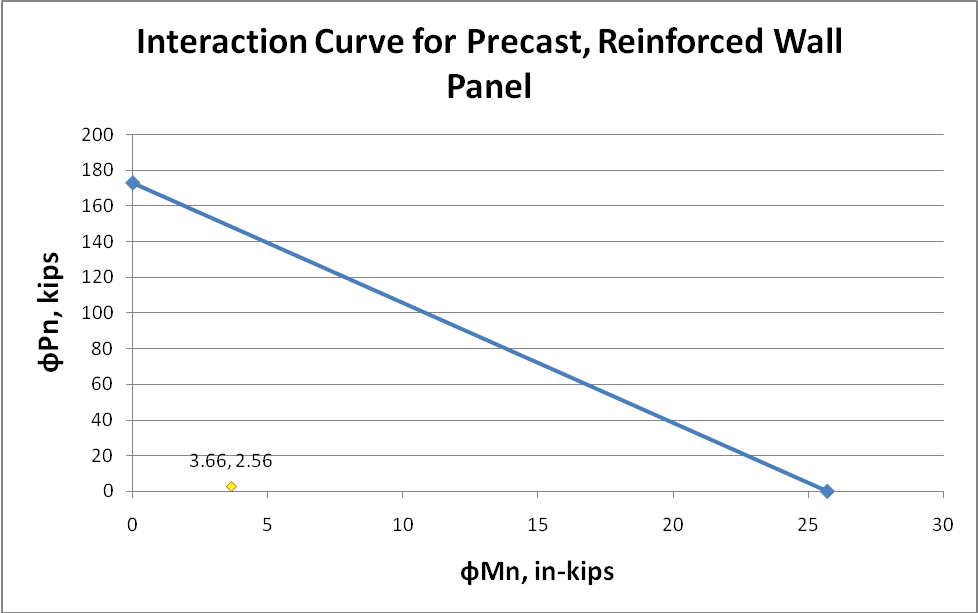 Interaction Curve for Precast, Reinforced Wall
Panel
200
180
160
140
120
100
80
60
40
20
0
ϕPn, kips
3.66, 2.56
0 5 10 15 20 25 30
ϕMn, in-kips